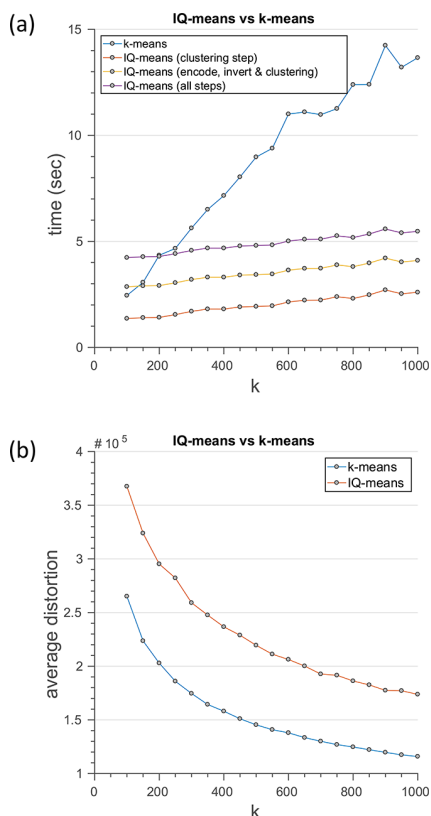 (a)
IQ-means vs k-means
k-means
IQ-means (clustering step)
IQ-means (encode, invert & clustering)
IQ-means (all steps)
15
10
5
0
time (sec)
0 200 400 600 800 1000
k
(b)
# 10 5
IQ-means vs k-means
k-means
IQ-means
4
3.5
3
2.5
2
1.5
1
average distortion
0 200 400 600 800 1000
k